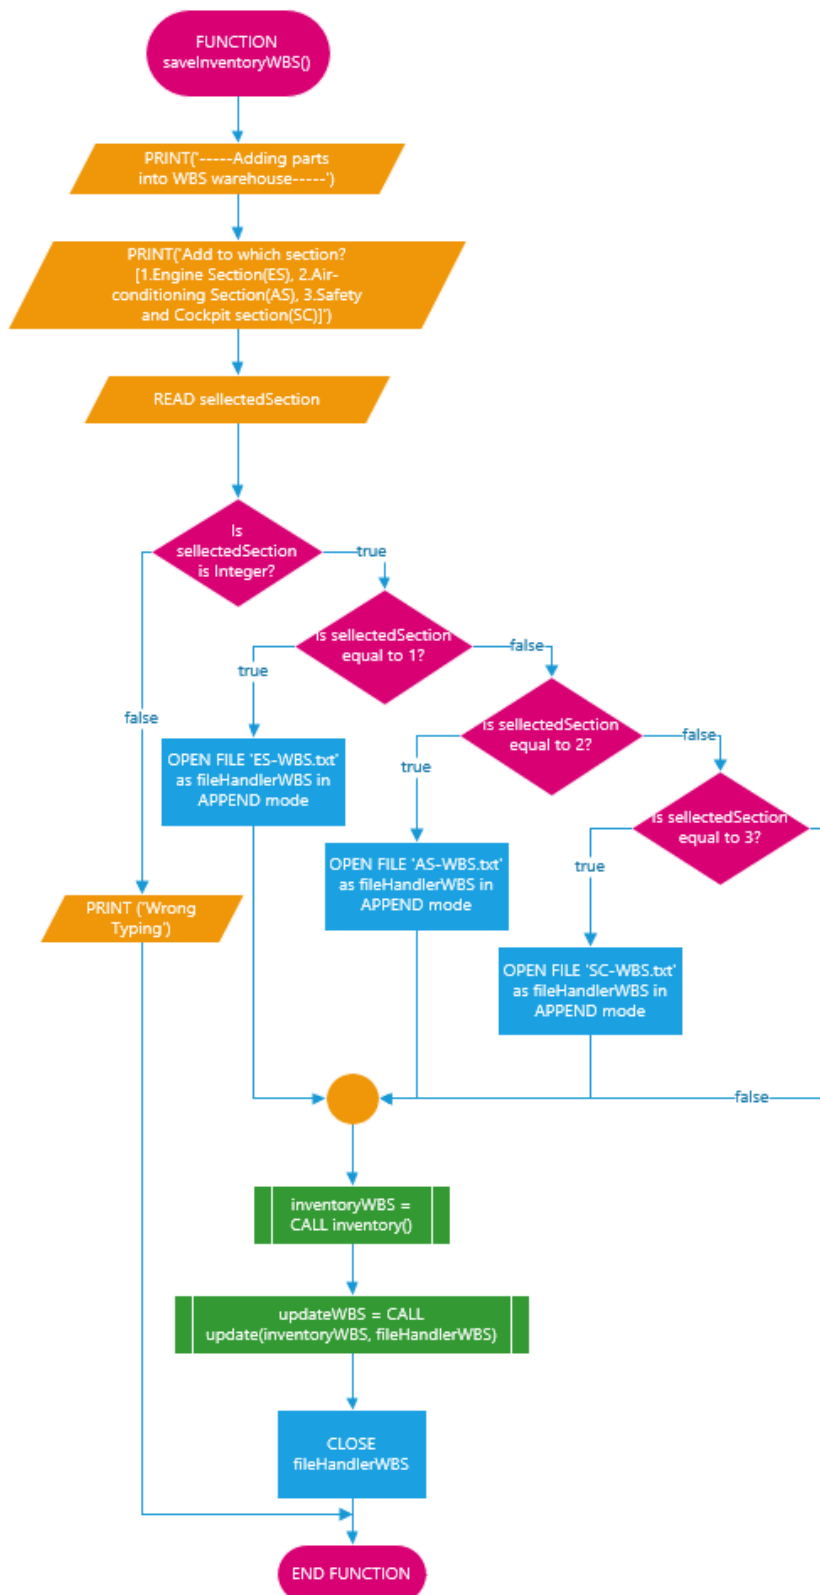 FUNCTION
saveInventoryWBS()
PRINT('-----Adding parts
into WBS warehouse-----')
PRINT('Add to which section?
[1.Engine Section(ES), 2.Air-
conditioning Section(AS), 3.Safety
and Cockpit section(SC)]')
READ sellectedSection
Is
sellectedSection
is Integer?
true
Is sellectedSection
equal to 1?
false
true
Is sellectedSection
equal to 2?
false
false
true
OPEN FILE 'ES-WBS.txt'
as fileHandlerWBS in
APPEND mode
Is sellectedSection
equal to 3?
true
OPEN FILE 'AS-WBS.txt'
as fileHandlerWBS in
APPEND mode
PRINT ('Wrong
Typing')
OPEN FILE 'SC-WBS.txt'
as fileHandlerWBS in
APPEND mode
false
inventoryWBS =
CALL inventory()
updateWBS = CALL
update(inventoryWBS, fileHandlerWBS)
CLOSE
fileHandlerWBS
END FUNCTION